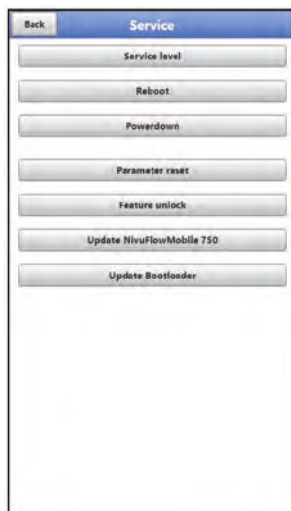 Back
Service
Service level
Reboot
Powerdown
Parameter reset
Feature unlock
Update NivuFlowMobile 750
Update Bootloader